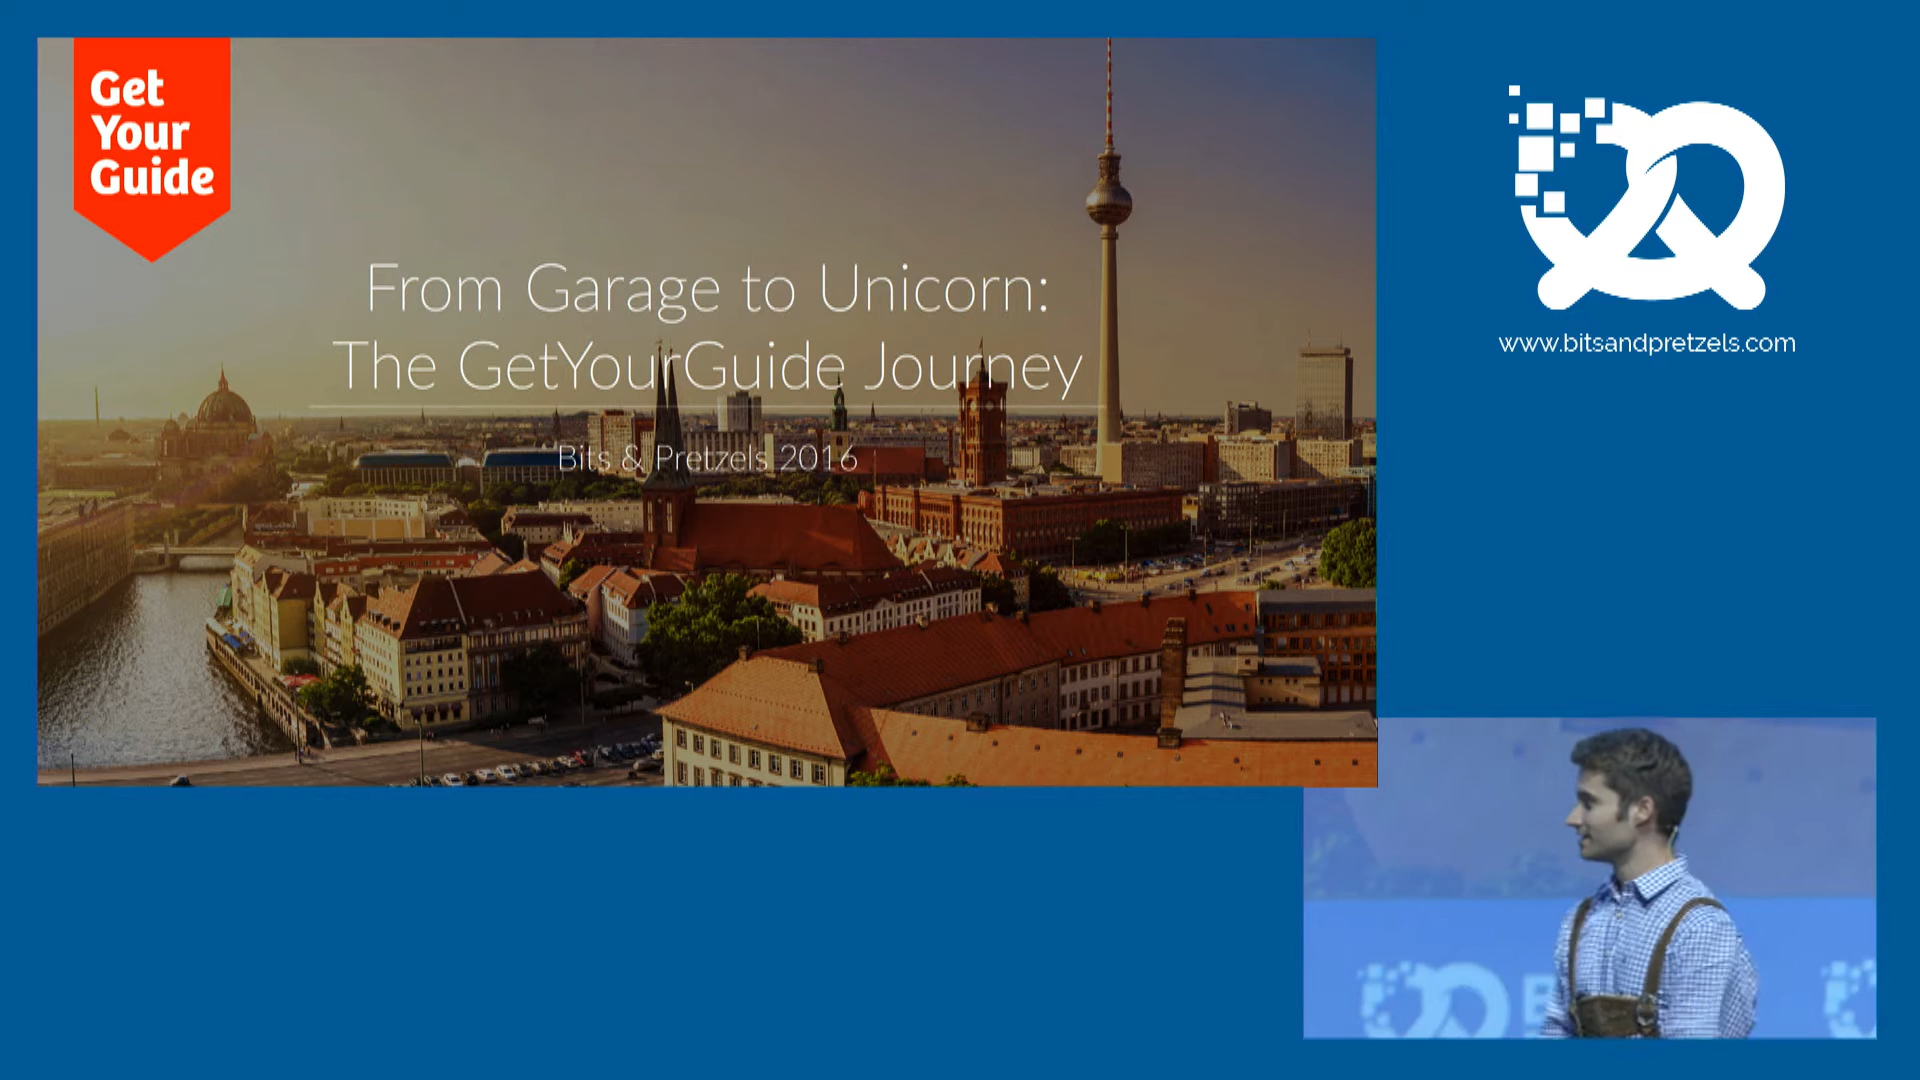 Get
Your
Guide
From Garage to Unicorn:
The GetYourGuide Journey
Bits & Pretzels 2016
www.bitsandpretzels.com
B